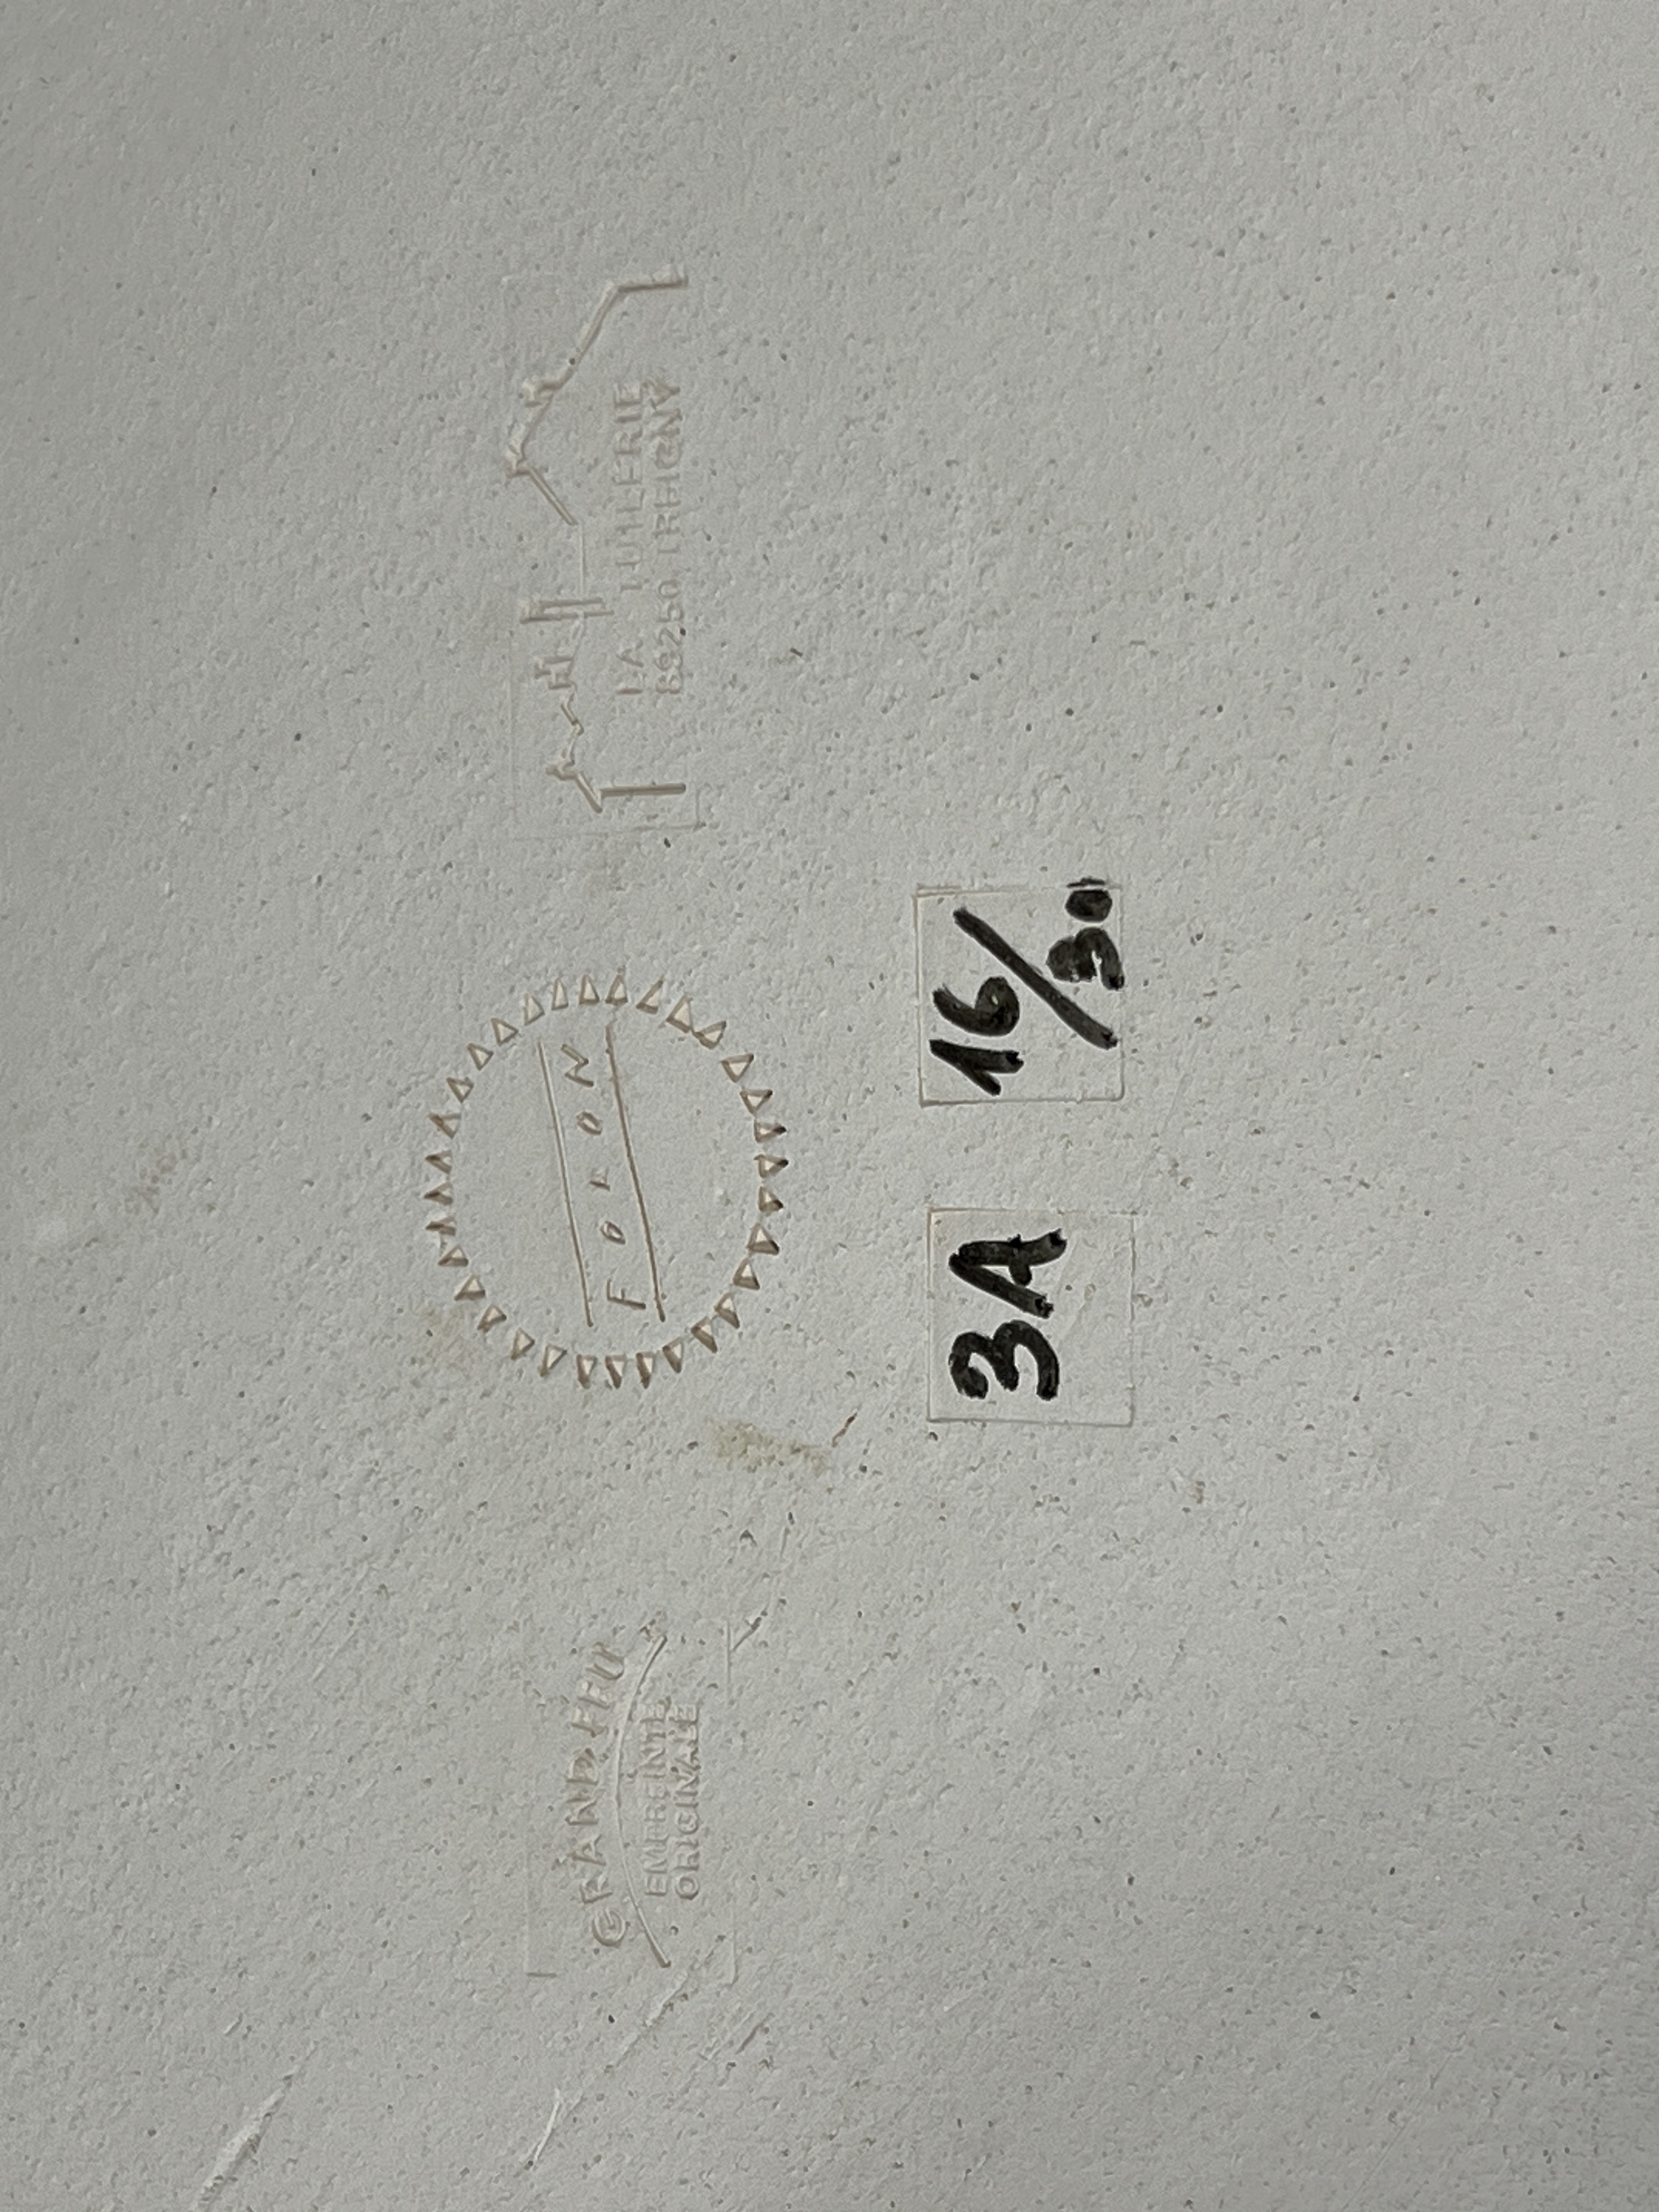 GRAND FEU
EMPREINTE
ORIGINALE
FOLON
LA TUILERIE
89250 TREIGNY
3A
16/30